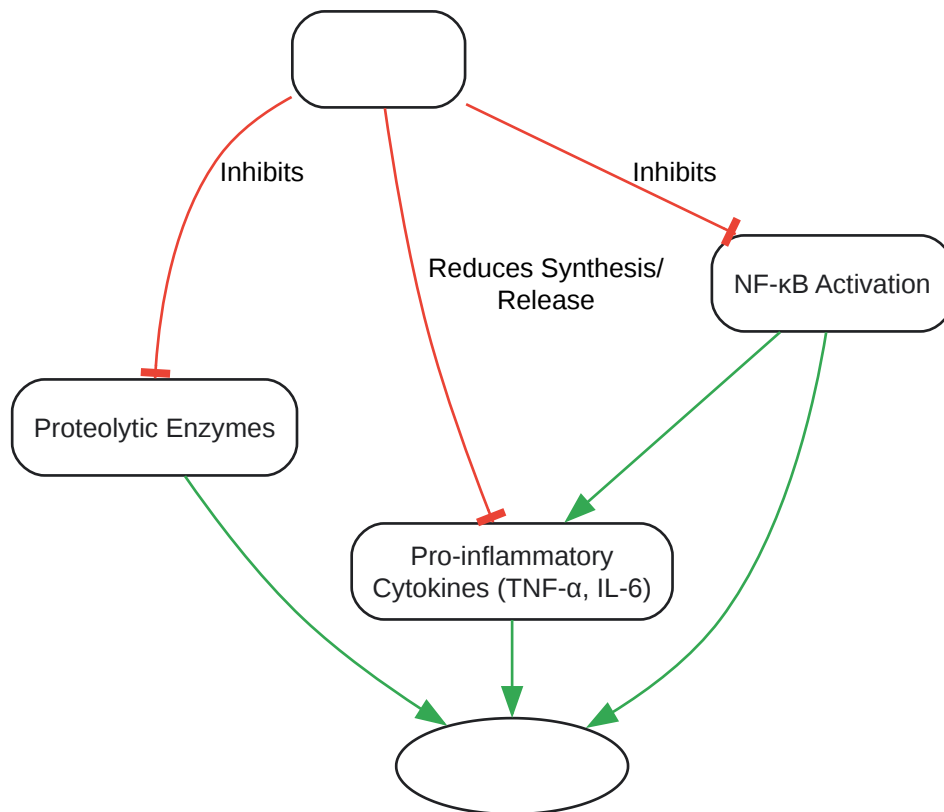 Inhibits
Inhibits
Reduces Synthesis/
Release
NF-κB Activation
Proteolytic Enzymes
Pro-inflammatory
Cytokines (TNF-α, IL-6)